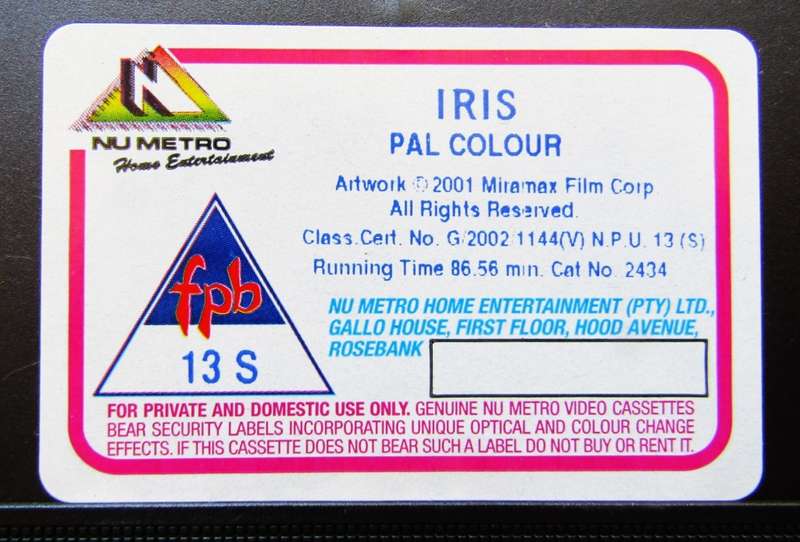 NU METRO
Home Entertainment
IRIS
PAL COLOUR
Artwork © 2001 Miramax Film Corp
All Rights Reserved.
Class.Cert. No. G/2002/1144(V) N.P.U. 13 (S)
Running Time 86.56 min. Cat No. 2434
fpb
13 S
NU METRO HOME ENTERTAINMENT (PTY) LTD.,
GALLO HOUSE, FIRST FLOOR, HOOD AVENUE,
ROSEBANK
FOR PRIVATE AND DOMESTIC USE ONLY. GENUINE NU METRO VIDEO CASSETTES
BEAR SECURITY LABELS INCORPORATING UNIQUE OPTICAL AND COLOUR CHANGE
EFFECTS. IF THIS CASSETTE DOES NOT BEAR SUCH A LABEL DO NOT BUY OR RENT IT.